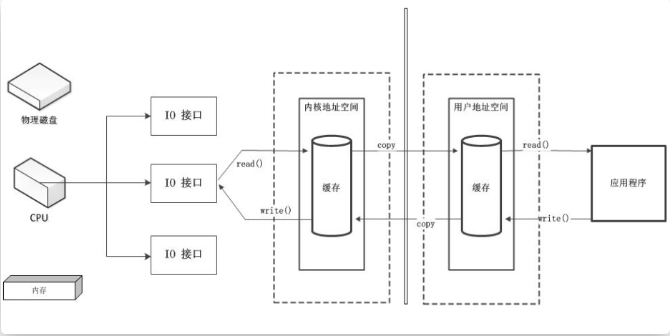 物理磁盘
CPU
内存
IO 接口
IO 接口
IO 接口
read()
write()
内核地址空间
缓存
copy
copy
用户地址空间
缓存
read()
write()
应用程序